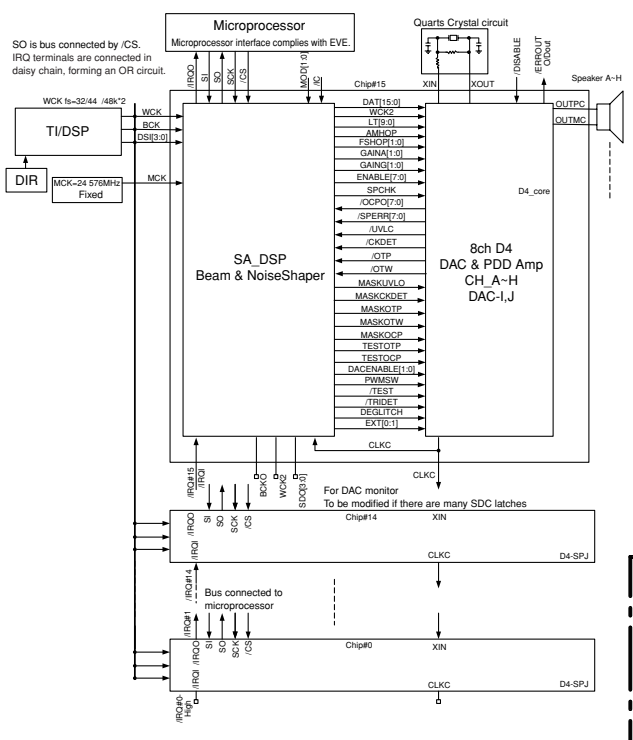 Microprocessor
Microprocessor interface complies with EVE.
Quarts Crystal circuit
SO is bus connected by /CS.
IRQ terminals are connected in
daisy chain, forming an OR circuit.
/IRQO
SI
SO
SCK
/CS
MOD[1:0]
/IC
Chip#15
XIN
XOUT
/DISABLE
/ERROUT
O/Dout
Speaker A~H
WCK fs=32/44 /48k*2
TI/DSP
WCK
BCK
DSI[3:0]
DIR
MCK=24 576MHz
Fixed
MCK
SA_DSP
Beam & NoiseShaper
DAT[15:0]
WCK2
LT[9:0]
AMHOP
FSHOP[1:0]
GAINA[1:0]
GAING[1:0]
ENABLE[7:0]
SPCHK
/OCPO[7:0]
/SPERR[7:0]
/UVLC
/CKDET
/OTP
/OTW
MASKUVLO
MASKCKDET
MASKOTP
MASKOTW
MASKOCP
TESTOTP
TESTOCP
DACENABLE[1:0]
PWMSW
/TEST
/TRIDET
DEGLITCH
EXT[0:1]
CLKC
OUTPC
OUTMC
D4_core
8ch D4
DAC & PDD Amp
CH_A~H
DAC-I,J
/IRQ#15
/IRQI
BCKO
WCK2
SDO[3:0]
CLKC
For DAC monitor
To be modified if there are many SDC latches
SI
SO
SCK
/CS
/IRQO
/IRQI
Chip#14
XIN
CLKC
D4-SPJ
/IRQ#14
Bus connected to
microprocessor
/IRQ#1
SI
SO
SCK
/CS
/IRQO
/IRQI
Chip#0
XIN
CLKC
D4-SPJ
/IRQ#0-
High